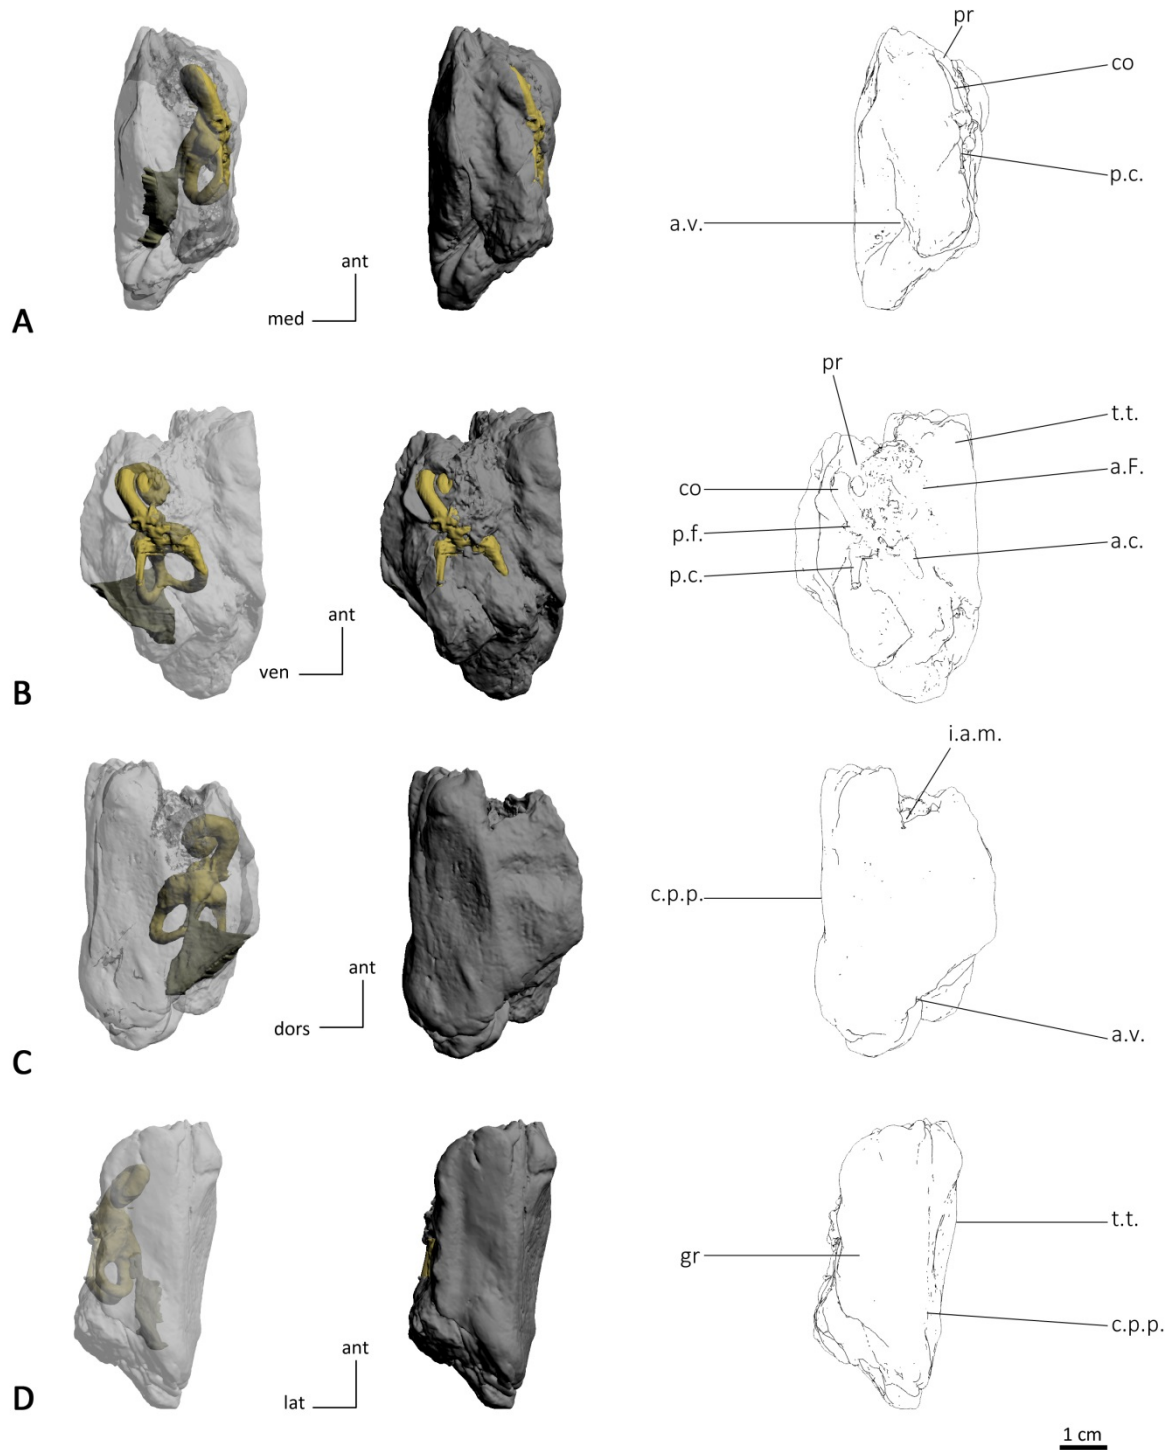 pr
co
p.c.
a.v.
ant
med
A
pr
t.t.
a.F.
co
p.f.
a.c.
p.c.
ant
ven
B
i.a.m.
c.p.p.
ant
dors
a.v.
C
t.t.
gr
c.p.p.
ant
lat
D
1 cm